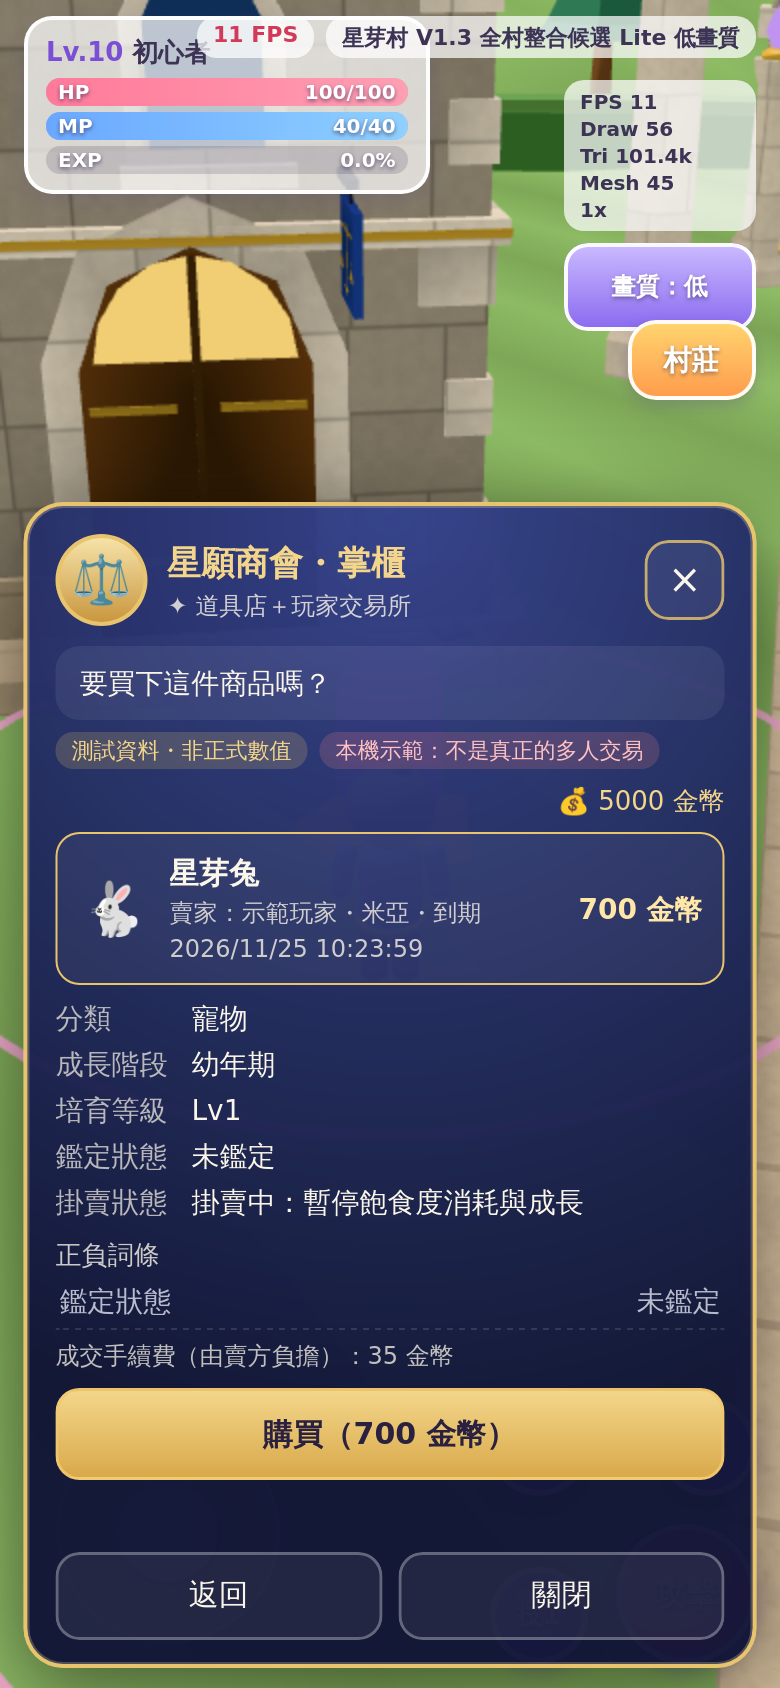 Lv.10 初心者
11 FPS
星芽村 V1.3 全村整合候選 Lite 低畫質
HP 100/100
MP 40/40
EXP 0.0%
FPS 11
Draw 56
Tri 101.4k
Mesh 45
1x
畫質：低
村莊
星願商會・掌櫃
✦ 道具店＋玩家交易所
×
要買下這件商品嗎？
測試資料・非正式數值
本機示範：不是真正的多人交易
5000 金幣
星芽兔
賣家：示範玩家・米亞・到期
2026/11/25 10:23:59
700 金幣
分類 寵物
成長階段 幼年期
培育等級 Lv1
鑑定狀態 未鑑定
掛賣狀態 掛賣中：暫停飽食度消耗與成長
正負詞條
鑑定狀態 未鑑定
成交手續費（由賣方負擔）：35 金幣
購買（700 金幣）
返回
關閉